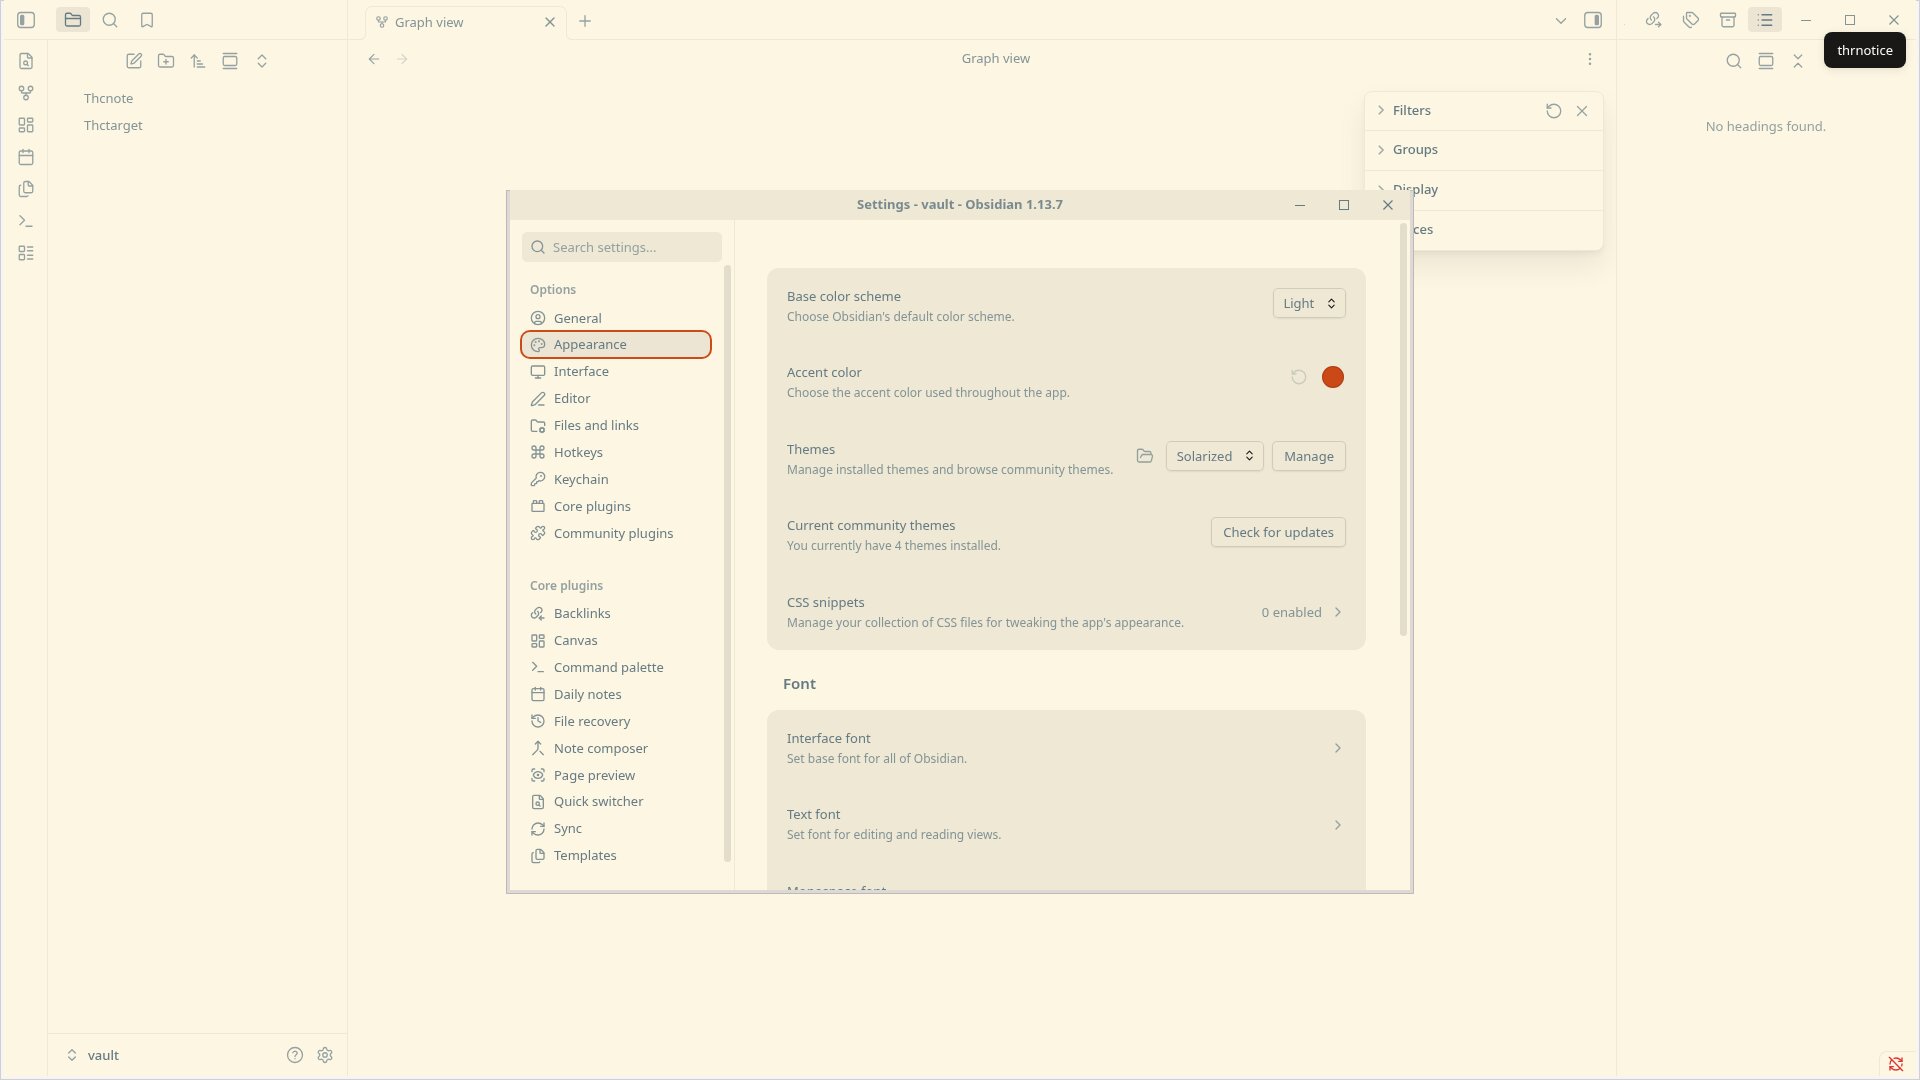 Graph view
thrnotice
Graph view
Thcnote
Thctarget
No headings found.
Filters
Groups
Display
ces
Settings - vault - Obsidian 1.13.7
Search settings...
Options
General
Appearance
Interface
Editor
Files and links
Hotkeys
Keychain
Core plugins
Community plugins
Core plugins
Backlinks
Canvas
Command palette
Daily notes
File recovery
Note composer
Page preview
Quick switcher
Sync
Templates
Base color scheme
Choose Obsidian's default color scheme.
Light
Accent color
Choose the accent color used throughout the app.
Themes
Manage installed themes and browse community themes.
Solarized
Manage
Current community themes
You currently have 4 themes installed.
Check for updates
CSS snippets
Manage your collection of CSS files for tweaking the app's appearance.
0 enabled
Font
Interface font
Set base font for all of Obsidian.
Text font
Set font for editing and reading views.
vault